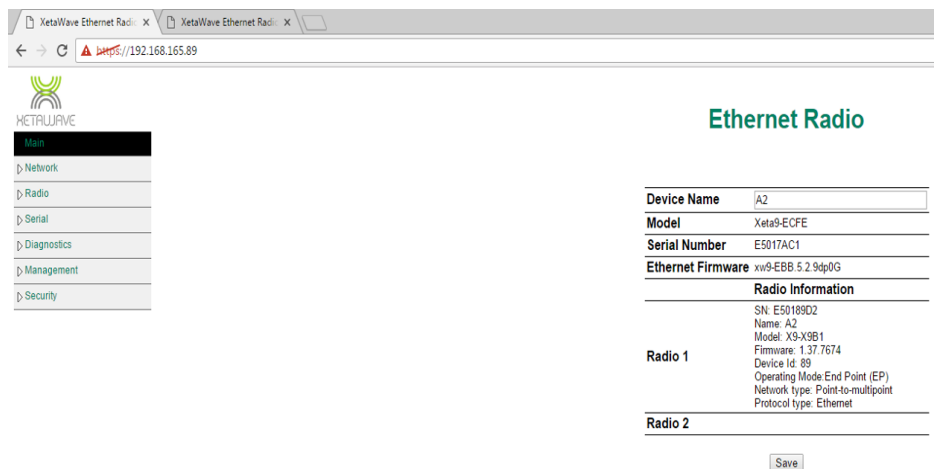 XetaWave Ethernet Radi x
XetaWave Ethernet Radi x
https://192.168.165.89
XETAWAVE
Main
Network
Radio
Serial
Diagnostics
Management
Security
Ethernet Radio
Device Name A2
Model Xeta9-ECFE
Serial Number E5017AC1
Ethernet Firmware xw9-EBB.5.2.9dp0G
Radio Information
Radio 1
SN: E50189D2
Name: A2
Model: X9-X9B1
Firmware: 1.37.7674
Device Id: 89
Operating Mode:End Point (EP)
Network type: Point-to-multipoint
Protocol type: Ethernet
Radio 2
Save